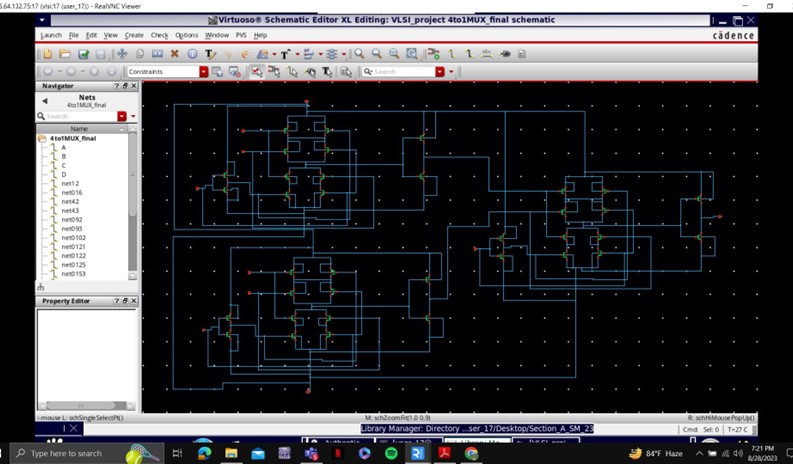 5.64.132.75:17 (vlsi:17 (user_17)) - RealVNC Viewer
Virtuoso® Schematic Editor XL Editing: VLSI_project 4to1MUX_final schematic
Launch File Edit View Create Check Options Window PVS Help
cādence
Constraints
Search
Navigator
Nets
4to1MUX_final
Search
Name
4to1MUX_final
A
B
C
D
net12
net016
net42
net43
net092
net093
net0102
net0121
net0122
net0125
net0153
Property Editor
mouse L: schSingleSelectPt()
M: schZoomFit(1.0 0.9)
R: schHiMousePopUp()
Library Manager: Directory ...ser_17/Desktop/Section_A_SM_23
Cmd: Sel: 0
T=27 C
Type here to search
84°F Haze
7:21 PM
8/28/2023